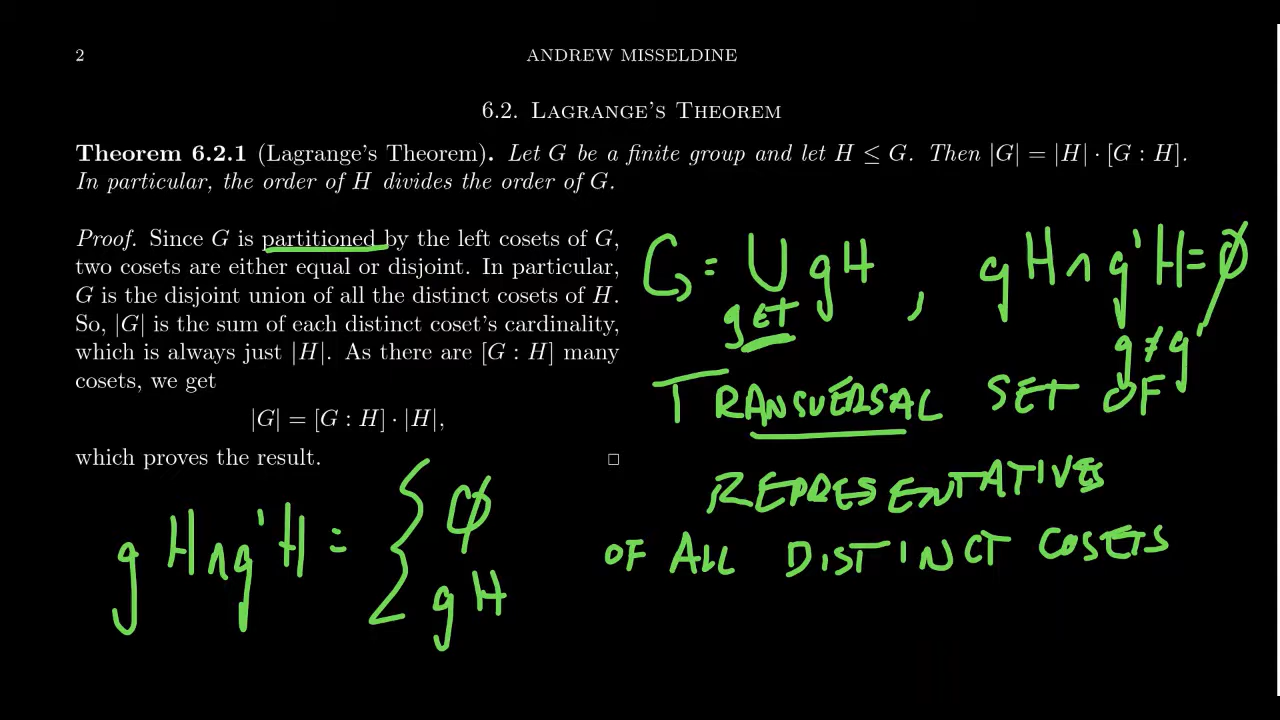 2 ANDREW MISSELDINE
6.2. LAGRANGE'S THEOREM
Theorem 6.2.1 (Lagrange's Theorem). Let G be a finite group and let H ≤ G. Then |G| = |H| · [G : H].
In particular, the order of H divides the order of G.
Proof. Since G is partitioned by the left cosets of G,
two cosets are either equal or disjoint. In particular,
G is the disjoint union of all the distinct cosets of H.
So, |G| is the sum of each distinct coset's cardinality,
which is always just |H|. As there are [G : H] many
cosets, we get
|G| = [G : H] · |H|,
which proves the result. □
G = ∪ gH , gH ∩ g'H = ∅
g∈T g ≠ g'
TRANSVERSAL SET OF
REPRESENTATIVES
OF ALL DISTINCT COSETS
gH ∩ g'H = { ∅
gH